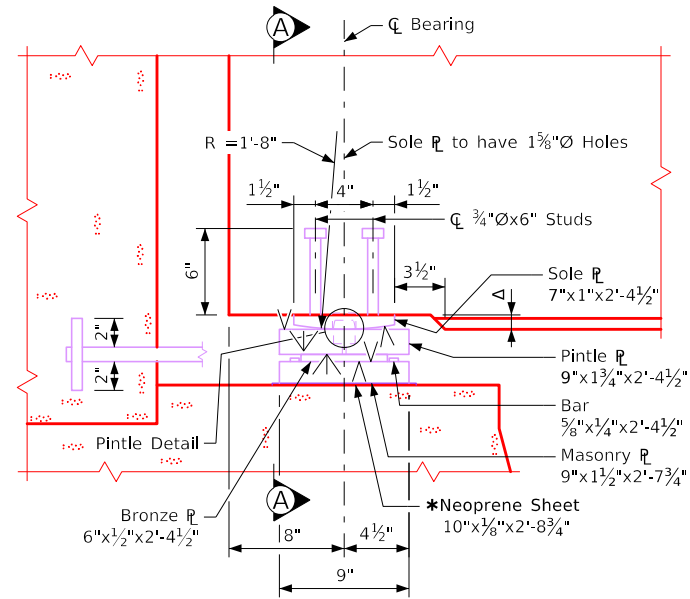 A
℄ Bearing
R =1'-8"
Sole ⅊ to have 1⅝"Ø Holes
1½"
4"
1½"
℄ ¾"Øx6" Studs
6"
3½"
Δ
Sole ⅊
7"x1"x2'-4½"
2"
2"
Pintle ⅊
9"x1¾"x2'-4½"
Bar
⅝"x¼"x2'-4½"
Pintle Detail
Masonry ⅊
9"x1½"x2'-7¾"
A
Bronze ⅊
6"x½"x2'-4½"
*Neoprene Sheet
10"x⅛"x2'-8¾"
8"
4½"
9"